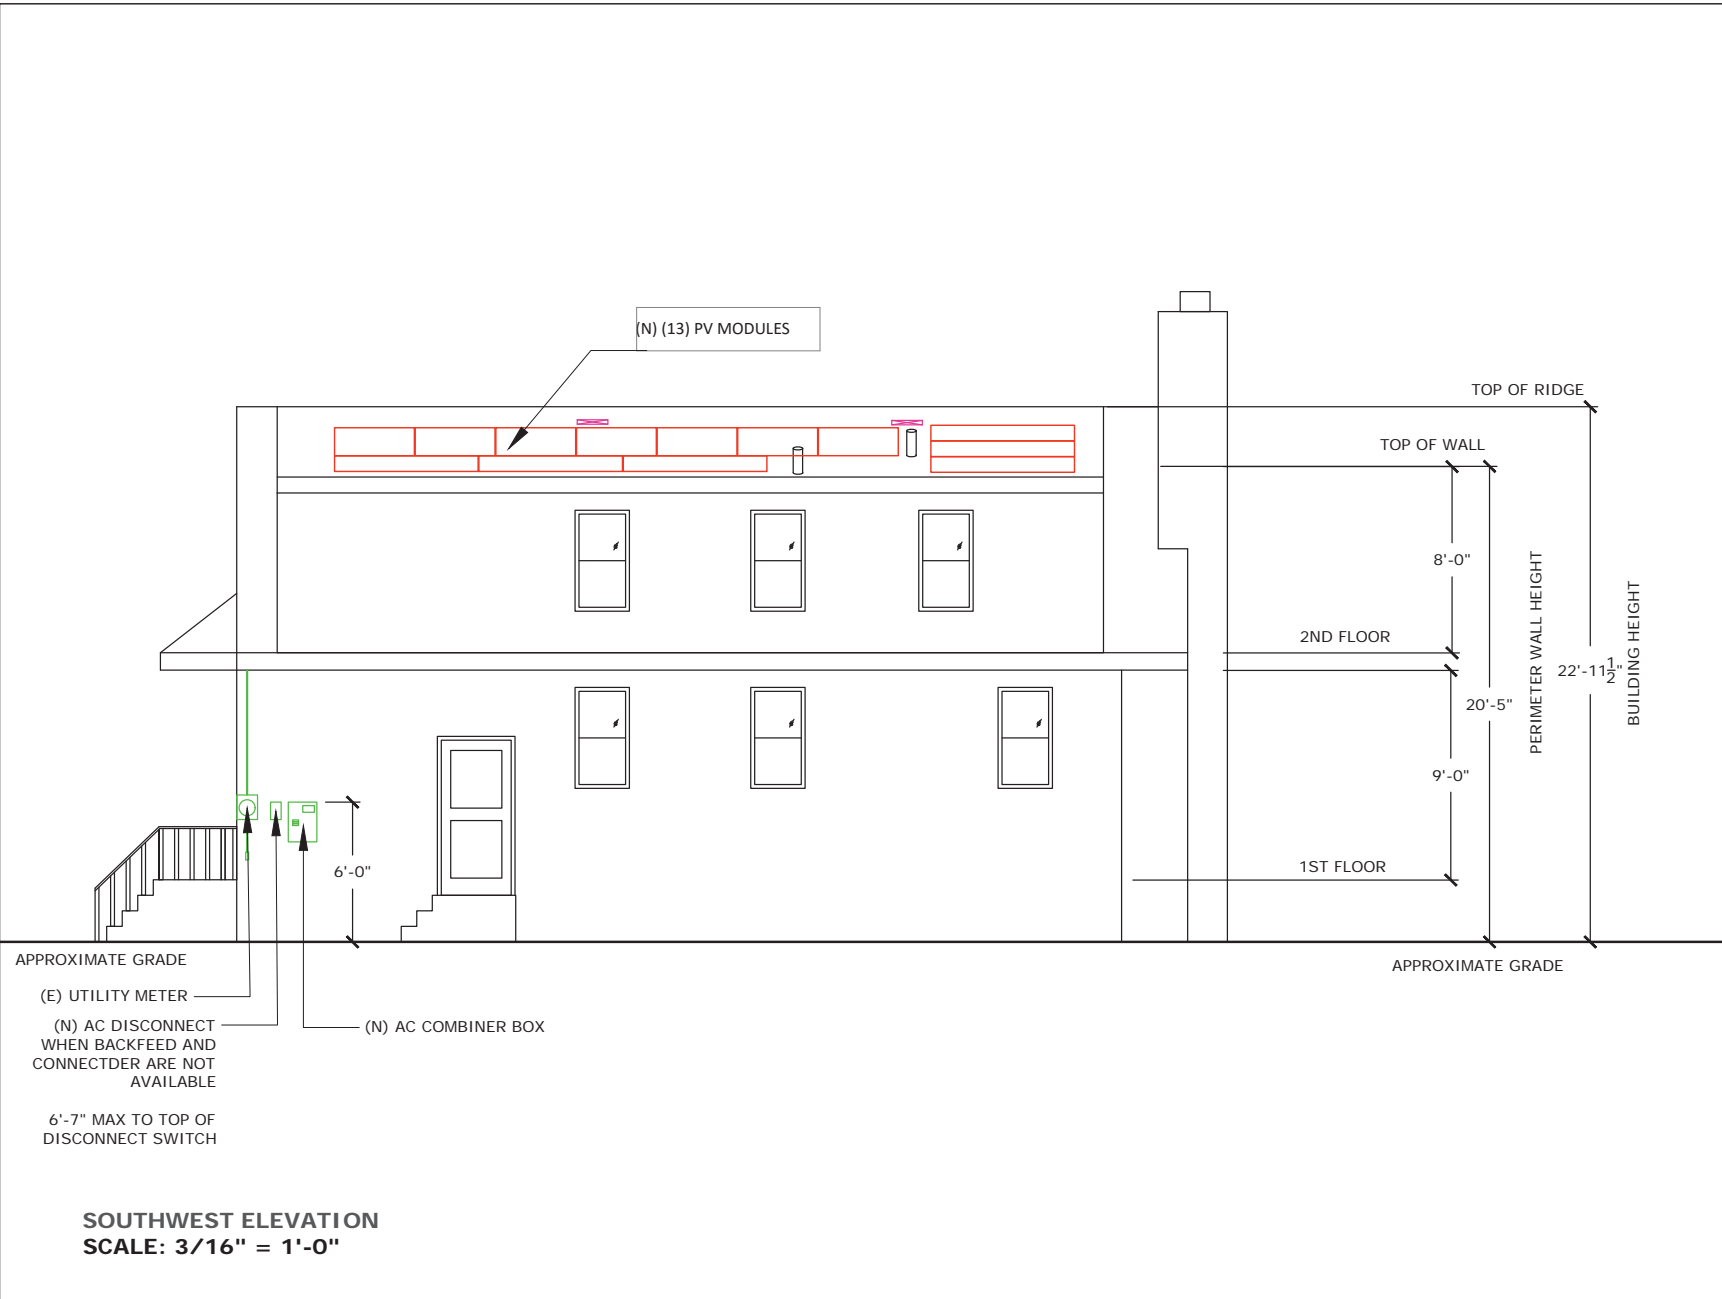 (N) (13) PV MODULES
TOP OF RIDGE
TOP OF WALL
8'-0"
2ND FLOOR
PERIMETER WALL HEIGHT
BUILDING HEIGHT
22'-11 1/2"
20'-5"
9'-0"
1ST FLOOR
6'-0"
APPROXIMATE GRADE
APPROXIMATE GRADE
(E) UTILITY METER
(N) AC DISCONNECT
WHEN BACKFEED AND
CONNECTDER ARE NOT
AVAILABLE
(N) AC COMBINER BOX
6'-7" MAX TO TOP OF
DISCONNECT SWITCH
SOUTHWEST ELEVATION
SCALE: 3/16" = 1'-0"